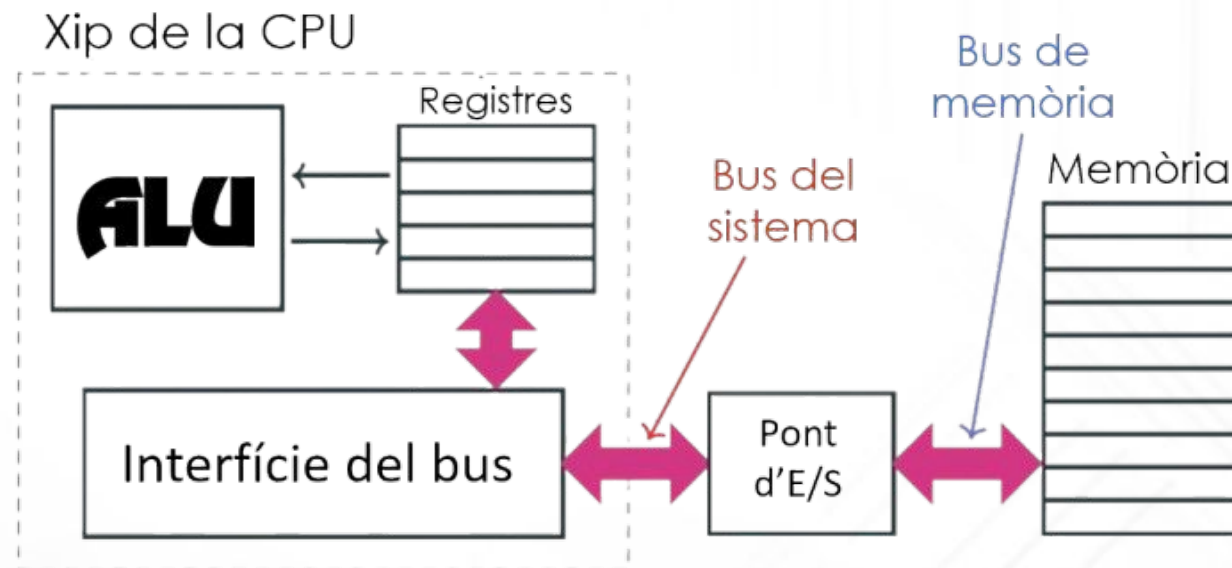 Xip de la CPU
Registres
ALU
Interfície del bus
Bus del
sistema
Pont
d'E/S
Bus de
memòria
Memòria